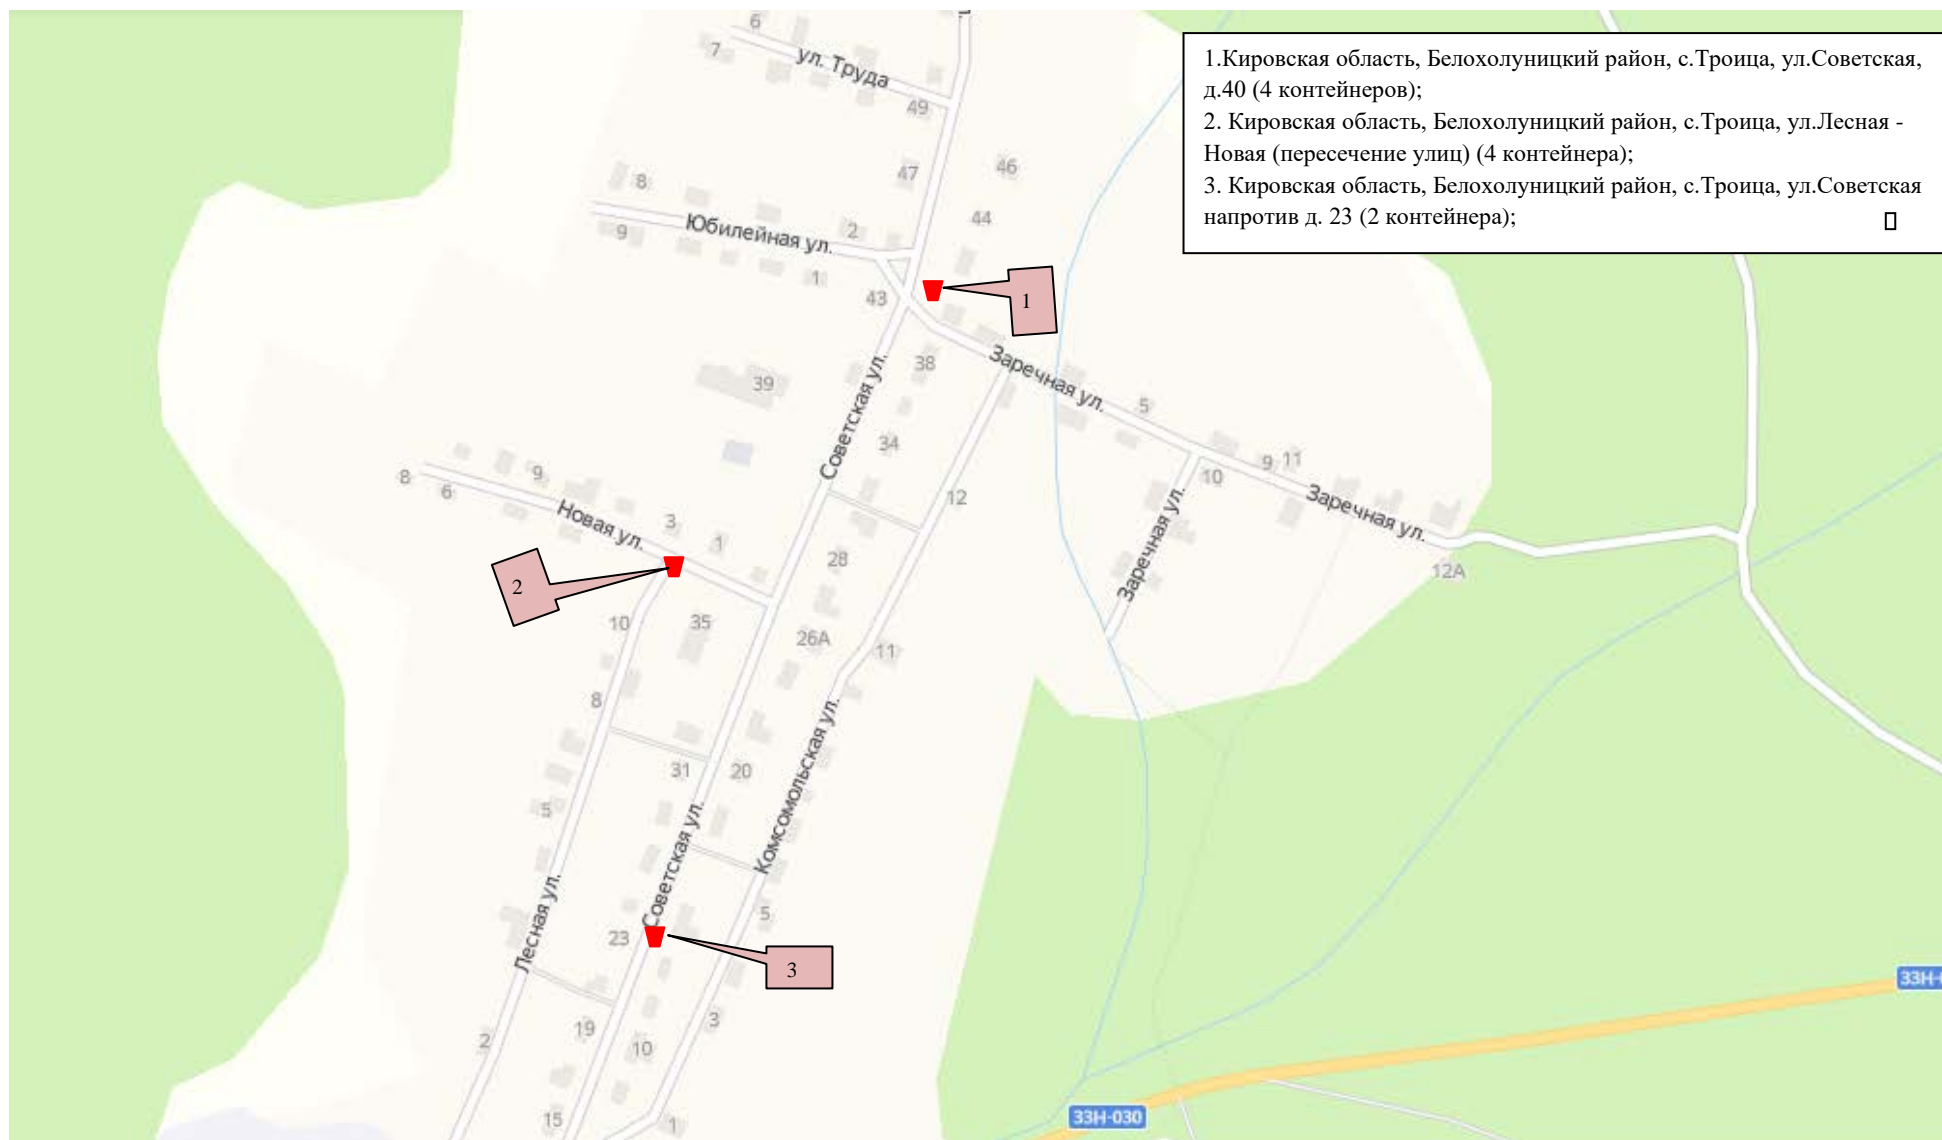 6
7
ул. Труда
49
1.Кировская область, Белохолуницкий район, с.Троица, ул.Советская,
д.40 (4 контейнеров);
2. Кировская область, Белохолуницкий район, с.Троица, ул.Лесная -
Новая (пересечение улиц) (4 контейнера);
3. Кировская область, Белохолуницкий район, с.Троица, ул.Советская
напротив д. 23 (2 контейнера);
47
46
8
44
Юбилейная ул.
2
9
1
43
1
38
Заречная ул.
39
Советская ул.
5
34
8
6
9
Новая ул.
3
1
12
10
9
11
Заречная ул.
Заречная ул.
12А
28
2
10
35
26А
11
8
31
20
Комсомольская ул.
5
Советская ул.
Лесная ул.
23
5
3
33Н-
2
19
10
3
15
1
33Н-030